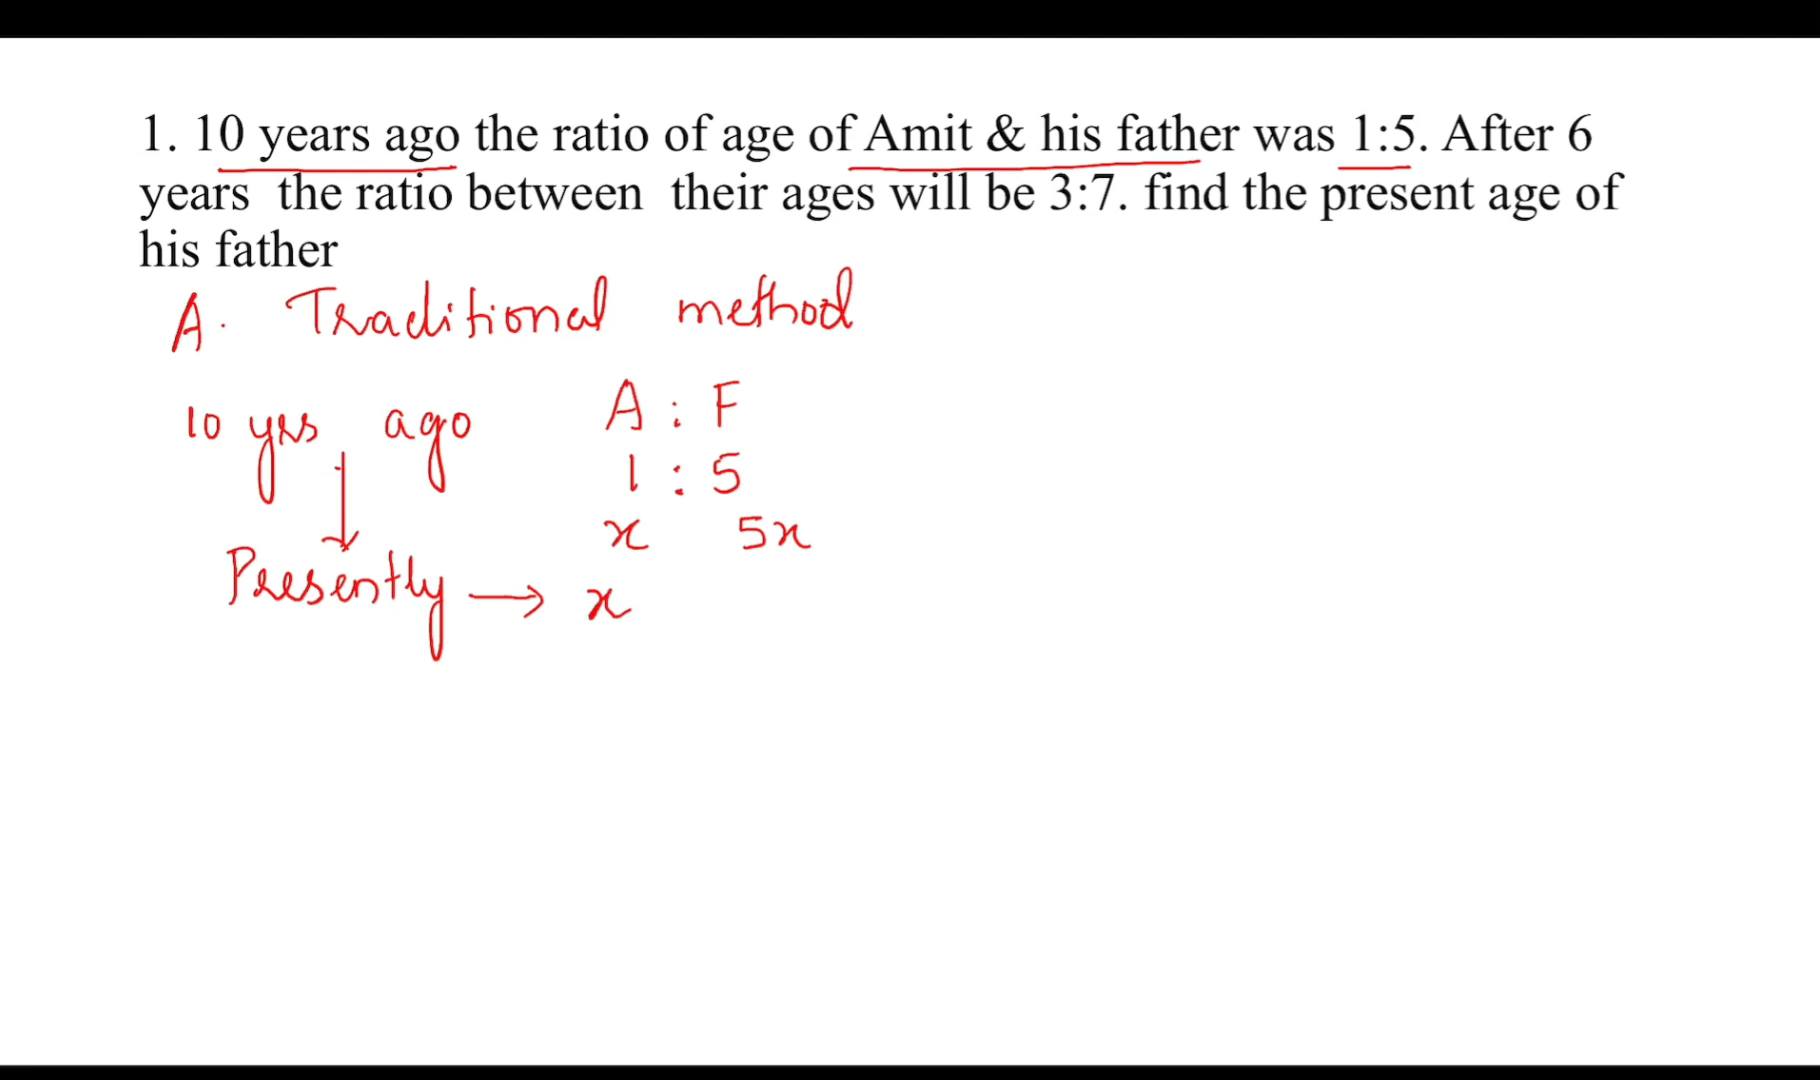 1. 10 years ago the ratio of age of Amit & his father was 1:5. After 6
years the ratio between their ages will be 3:7. find the present age of
his father
A. Traditional method
10 yrs ago A : F
1 : 5
x 5x
Presently → x